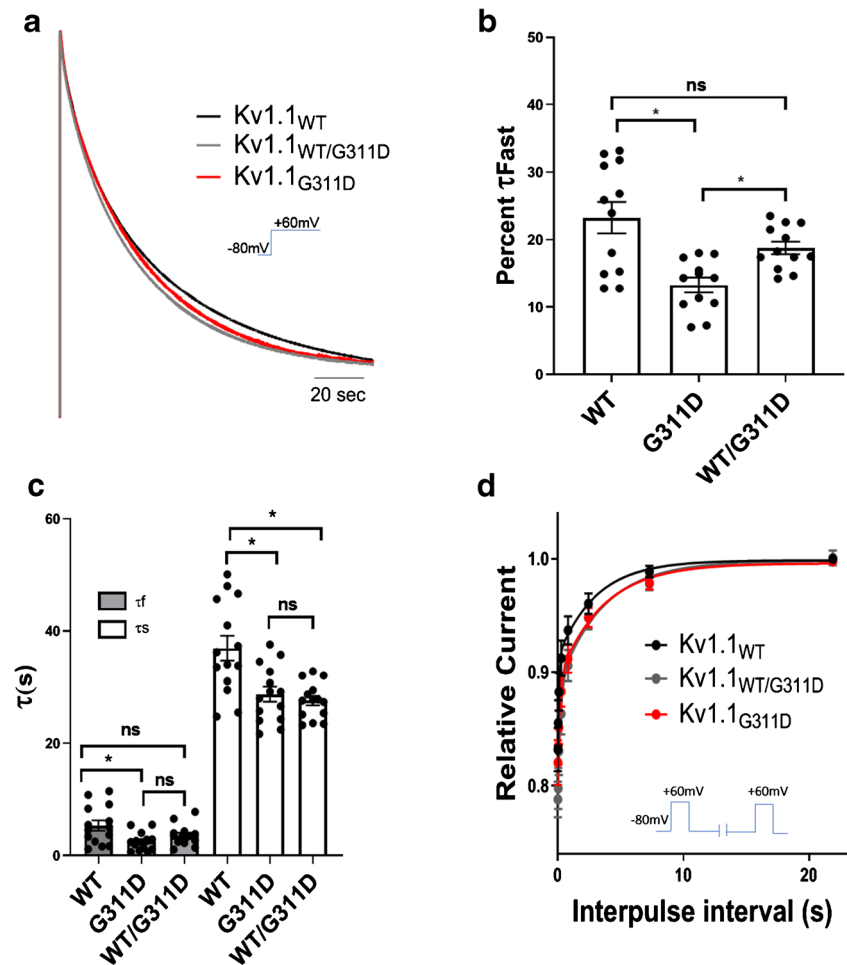 a
Kv1.1WT
Kv1.1WT/G311D
Kv1.1G311D
+60mV
-80mV
20 sec
b
Percent τFast
50
40
30
20
10
0
ns
*
*
WT
G311D
WT/G311D
c
τ(s)
60
40
20
0
τf
τs
*
*
ns
ns
*
ns
WT
G311D
WT/G311D
WT
G311D
WT/G311D
d
Relative Current
1.0
0.9
0.8
Kv1.1WT
Kv1.1WT/G311D
Kv1.1G311D
+60mV
+60mV
-80mV
0
10
20
Interpulse interval (s)